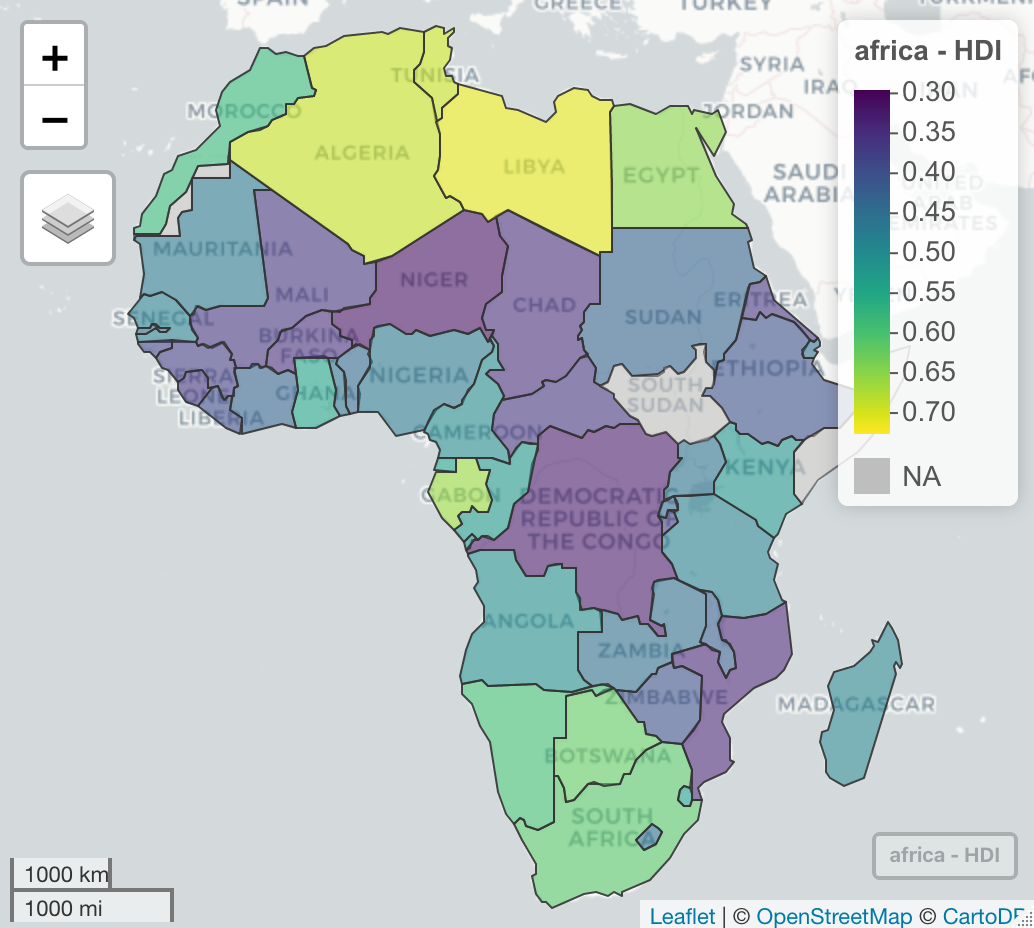 SPAIN
GREECE
TURKEY
+
−
africa - HDI
0.30
0.35
0.40
0.45
0.50
0.55
0.60
0.65
0.70
NA
TUNISIA
SYRIA
IRAQ
MOROCCO
JORDAN
ALGERIA
LIBYA
EGYPT
SAUDI
ARABIA
UNITED
ARAB
EMIRATES
MAURITANIA
NIGER
MALI
CHAD
ERITREA
SENEGAL
SUDAN
BURKINA
FASO
SIERRA
LEONE
NIGERIA
ETHIOPIA
SOUTH
SUDAN
GHANA
LIBERIA
CAMEROON
KENYA
GABON
DEMOCRATIC
REPUBLIC OF
THE CONGO
ANGOLA
ZAMBIA
ZIMBABWE
MADAGASCAR
BOTSWANA
SOUTH
AFRICA
africa - HDI
1000 km
1000 mi
Leaflet | © OpenStreetMap © CartoDB